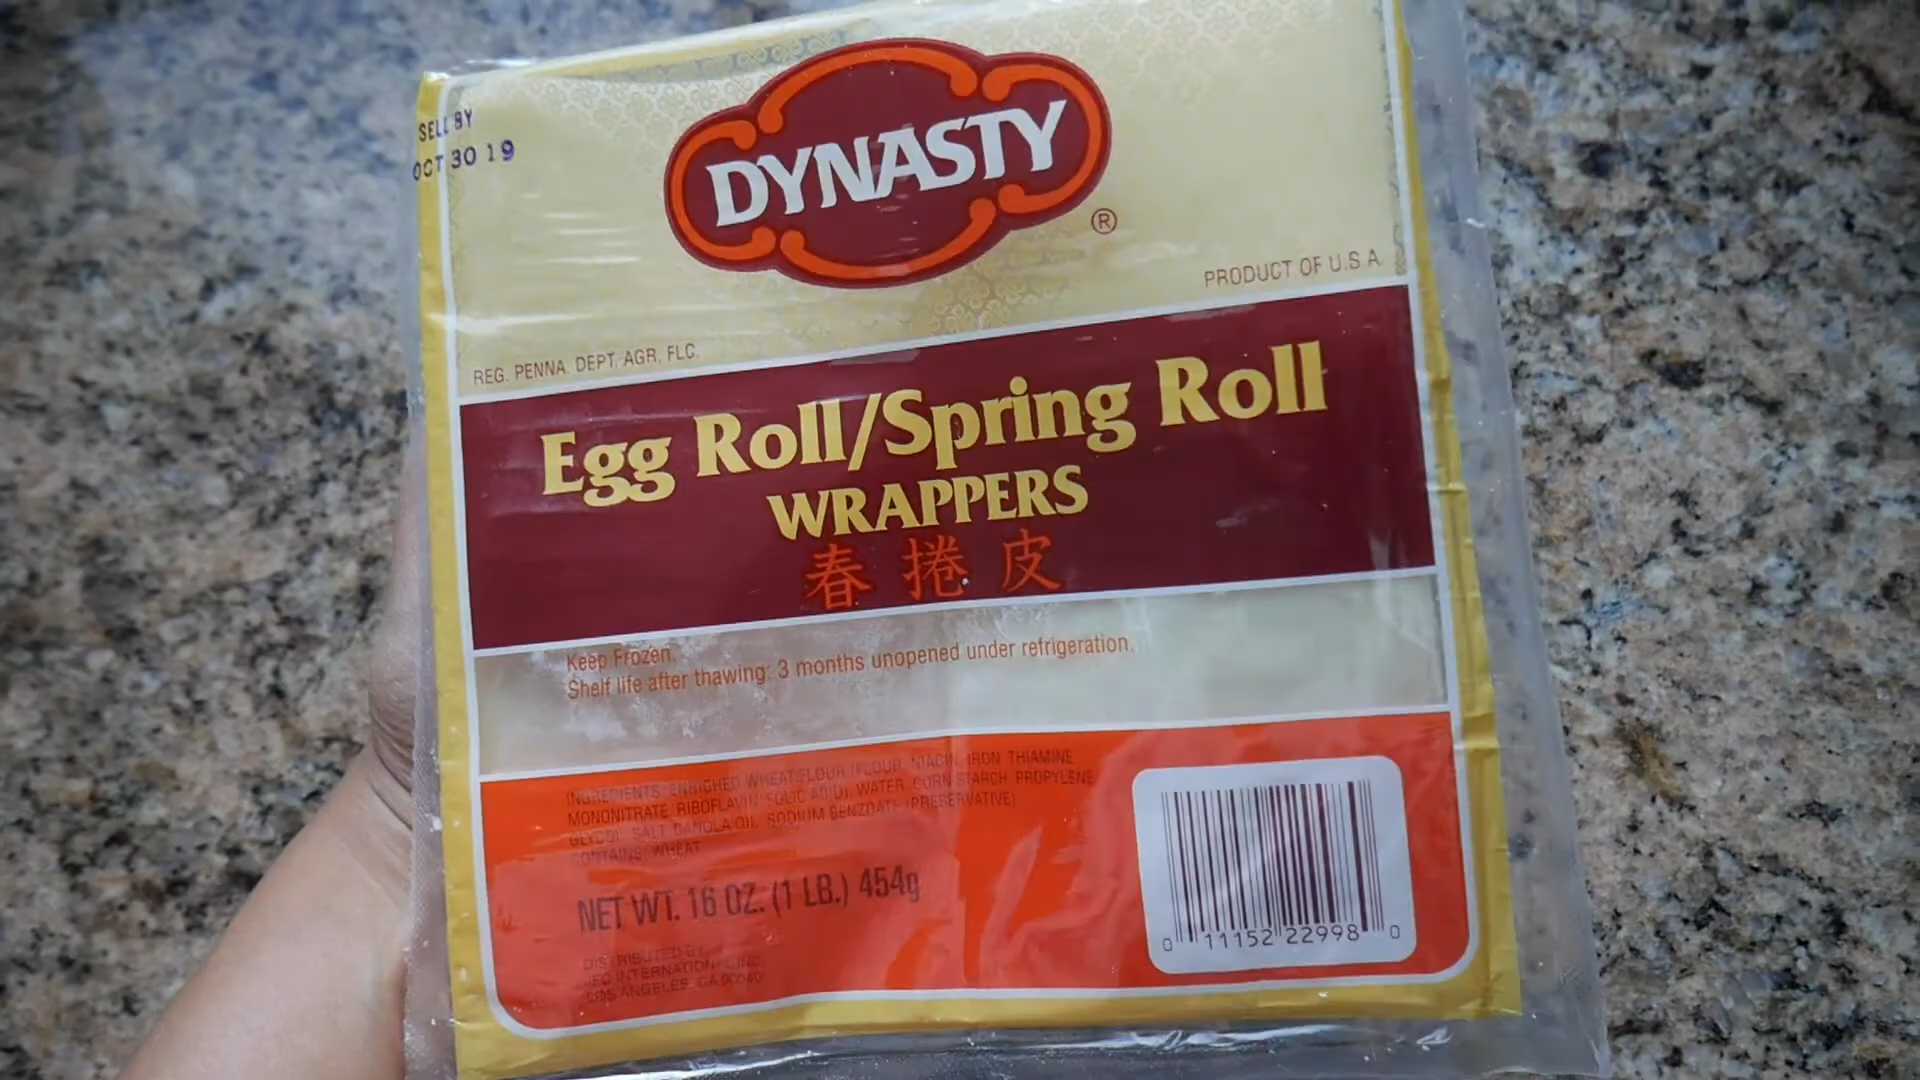 SELL BY
OCT 30 19
DYNASTY
®
PRODUCT OF U.S.A.
REG. PENNA. DEPT. AGR. FLC.
Egg Roll/Spring Roll
WRAPPERS
春捲皮
Keep Frozen.
Shelf life after thawing: 3 months unopened under refrigeration.
INGREDIENTS: ENRICHED WHEAT FLOUR (FLOUR, NIACIN, IRON, THIAMINE
MONONITRATE, RIBOFLAVIN, FOLIC ACID), WATER, CORN STARCH, PROPYLENE
GLYCOL, SALT, CANOLA OIL, SODIUM BENZOATE (PRESERVATIVE)
CONTAINS: WHEAT
NET WT. 16 OZ. (1 LB.) 454g
DISTRIBUTED BY
JFC INTERNATIONAL INC.
LOS ANGELES, CA 90040
0 11152 22998 0